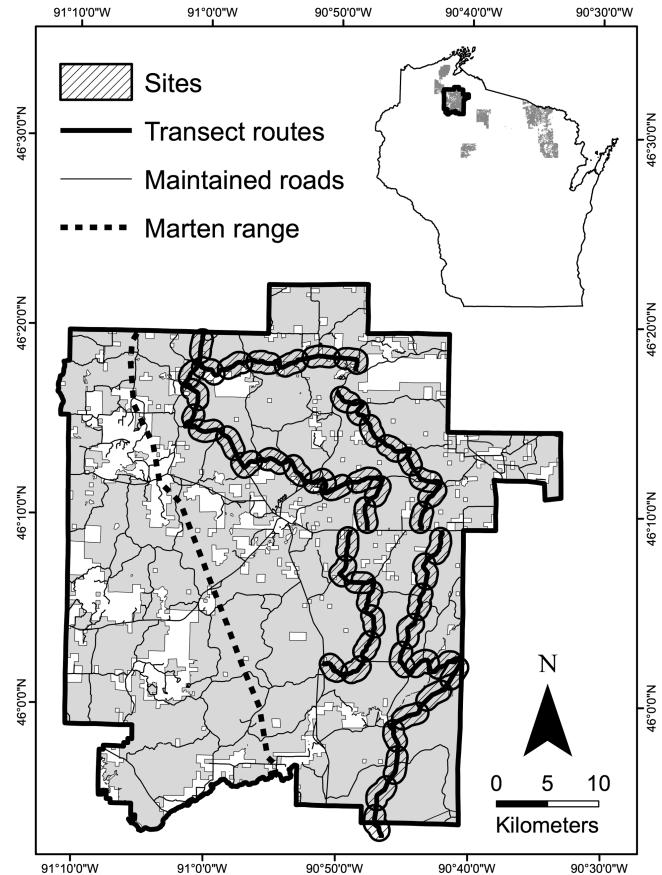 91°10'0"W 91°0'0"W 90°50'0"W 90°40'0"W 90°30'0"W
Sites
Transect routes
Maintained roads
Marten range
46°30'0"N 46°30'0"N
46°20'0"N 46°20'0"N
46°10'0"N 46°10'0"N
46°0'0"N 46°0'0"N
N
0 5 10
Kilometers
91°10'0"W 91°0'0"W 90°50'0"W 90°40'0"W 90°30'0"W